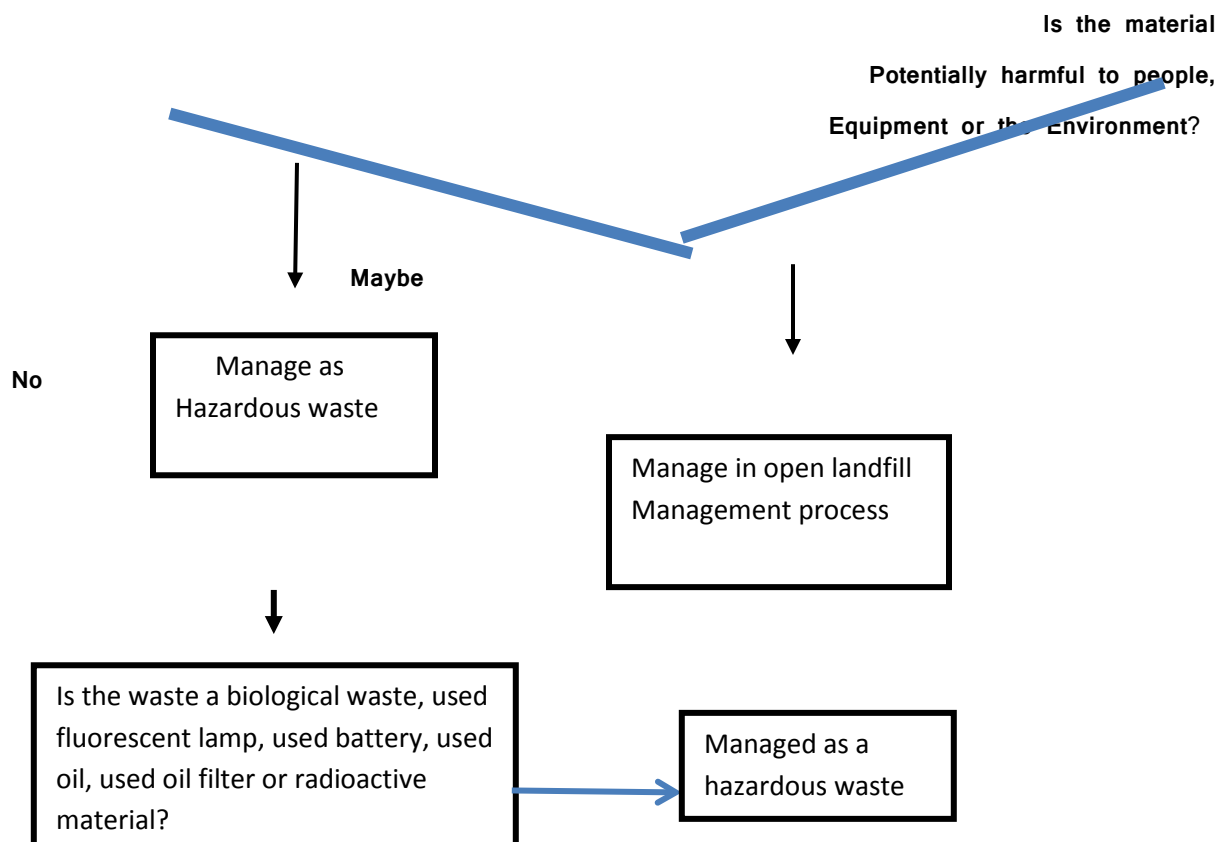 Is the material
Potentially harmful to people,
Equipment or the Environment?
Maybe
No
Manage as
Hazardous waste
Manage in open landfill
Management process
Is the waste a biological waste, used
fluorescent lamp, used battery, used
oil, used oil filter or radioactive
material?
Managed as a
hazardous waste